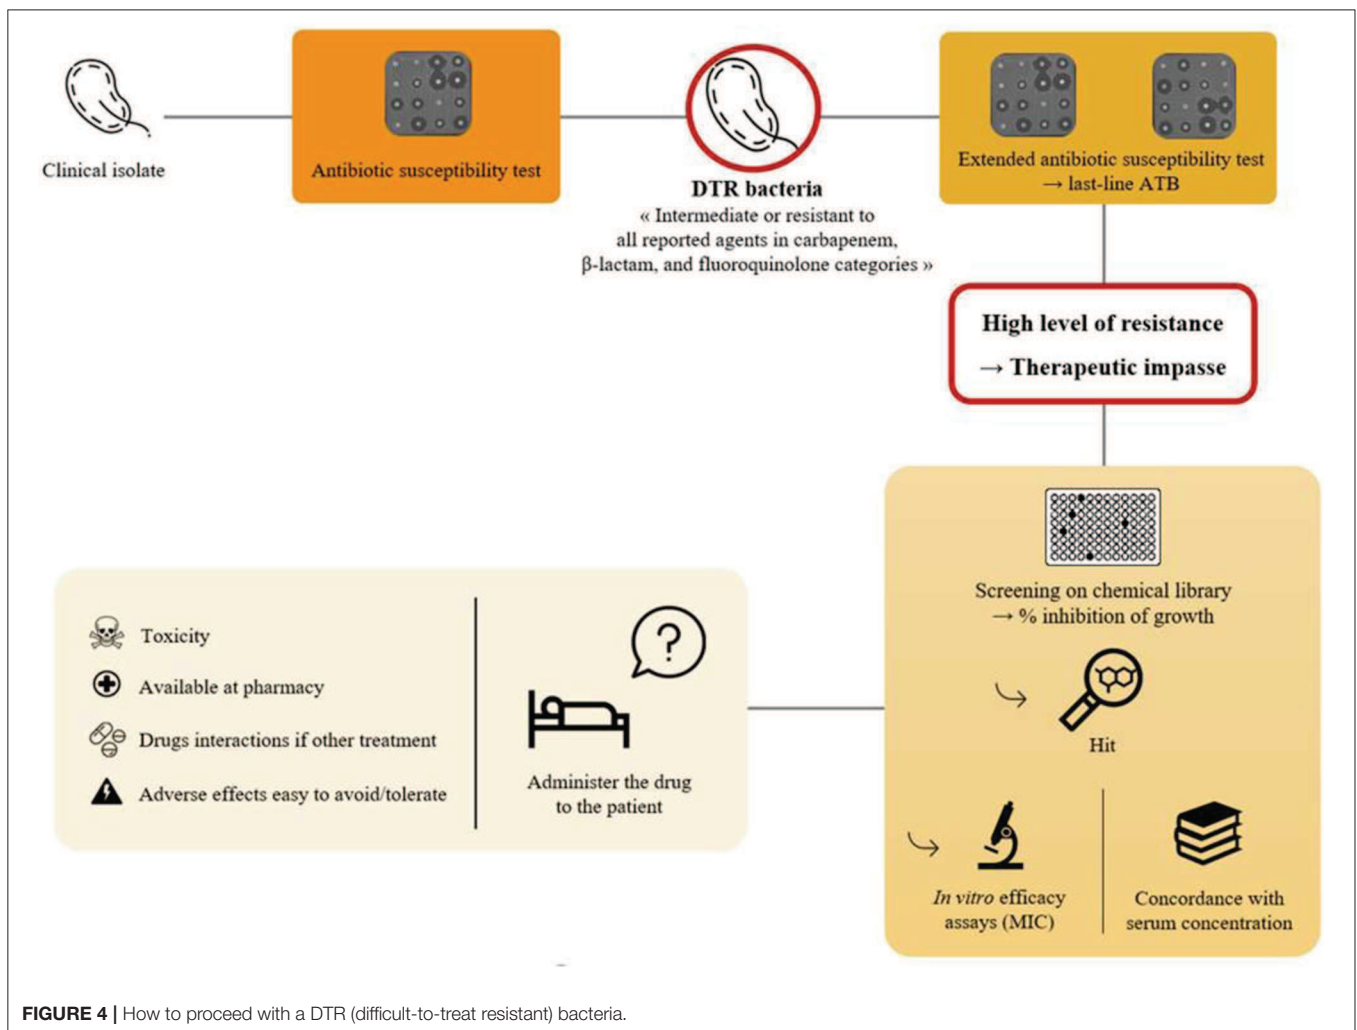 Clinical isolate
Antibiotic susceptibility test
DTR bacteria
« Intermediate or resistant to
all reported agents in carbapenem,
β-lactam, and fluoroquinolone categories »
Extended antibiotic susceptibility test
→ last-line ATB
High level of resistance
→ Therapeutic impasse
Screening on chemical library
→ % inhibition of growth
Hit
In vitro efficacy
assays (MIC)
Concordance with
serum concentration
?
Administer the drug
to the patient
Toxicity
Available at pharmacy
Drugs interactions if other treatment
Adverse effects easy to avoid/tolerate
FIGURE 4 | How to proceed with a DTR (difficult-to-treat resistant) bacteria.